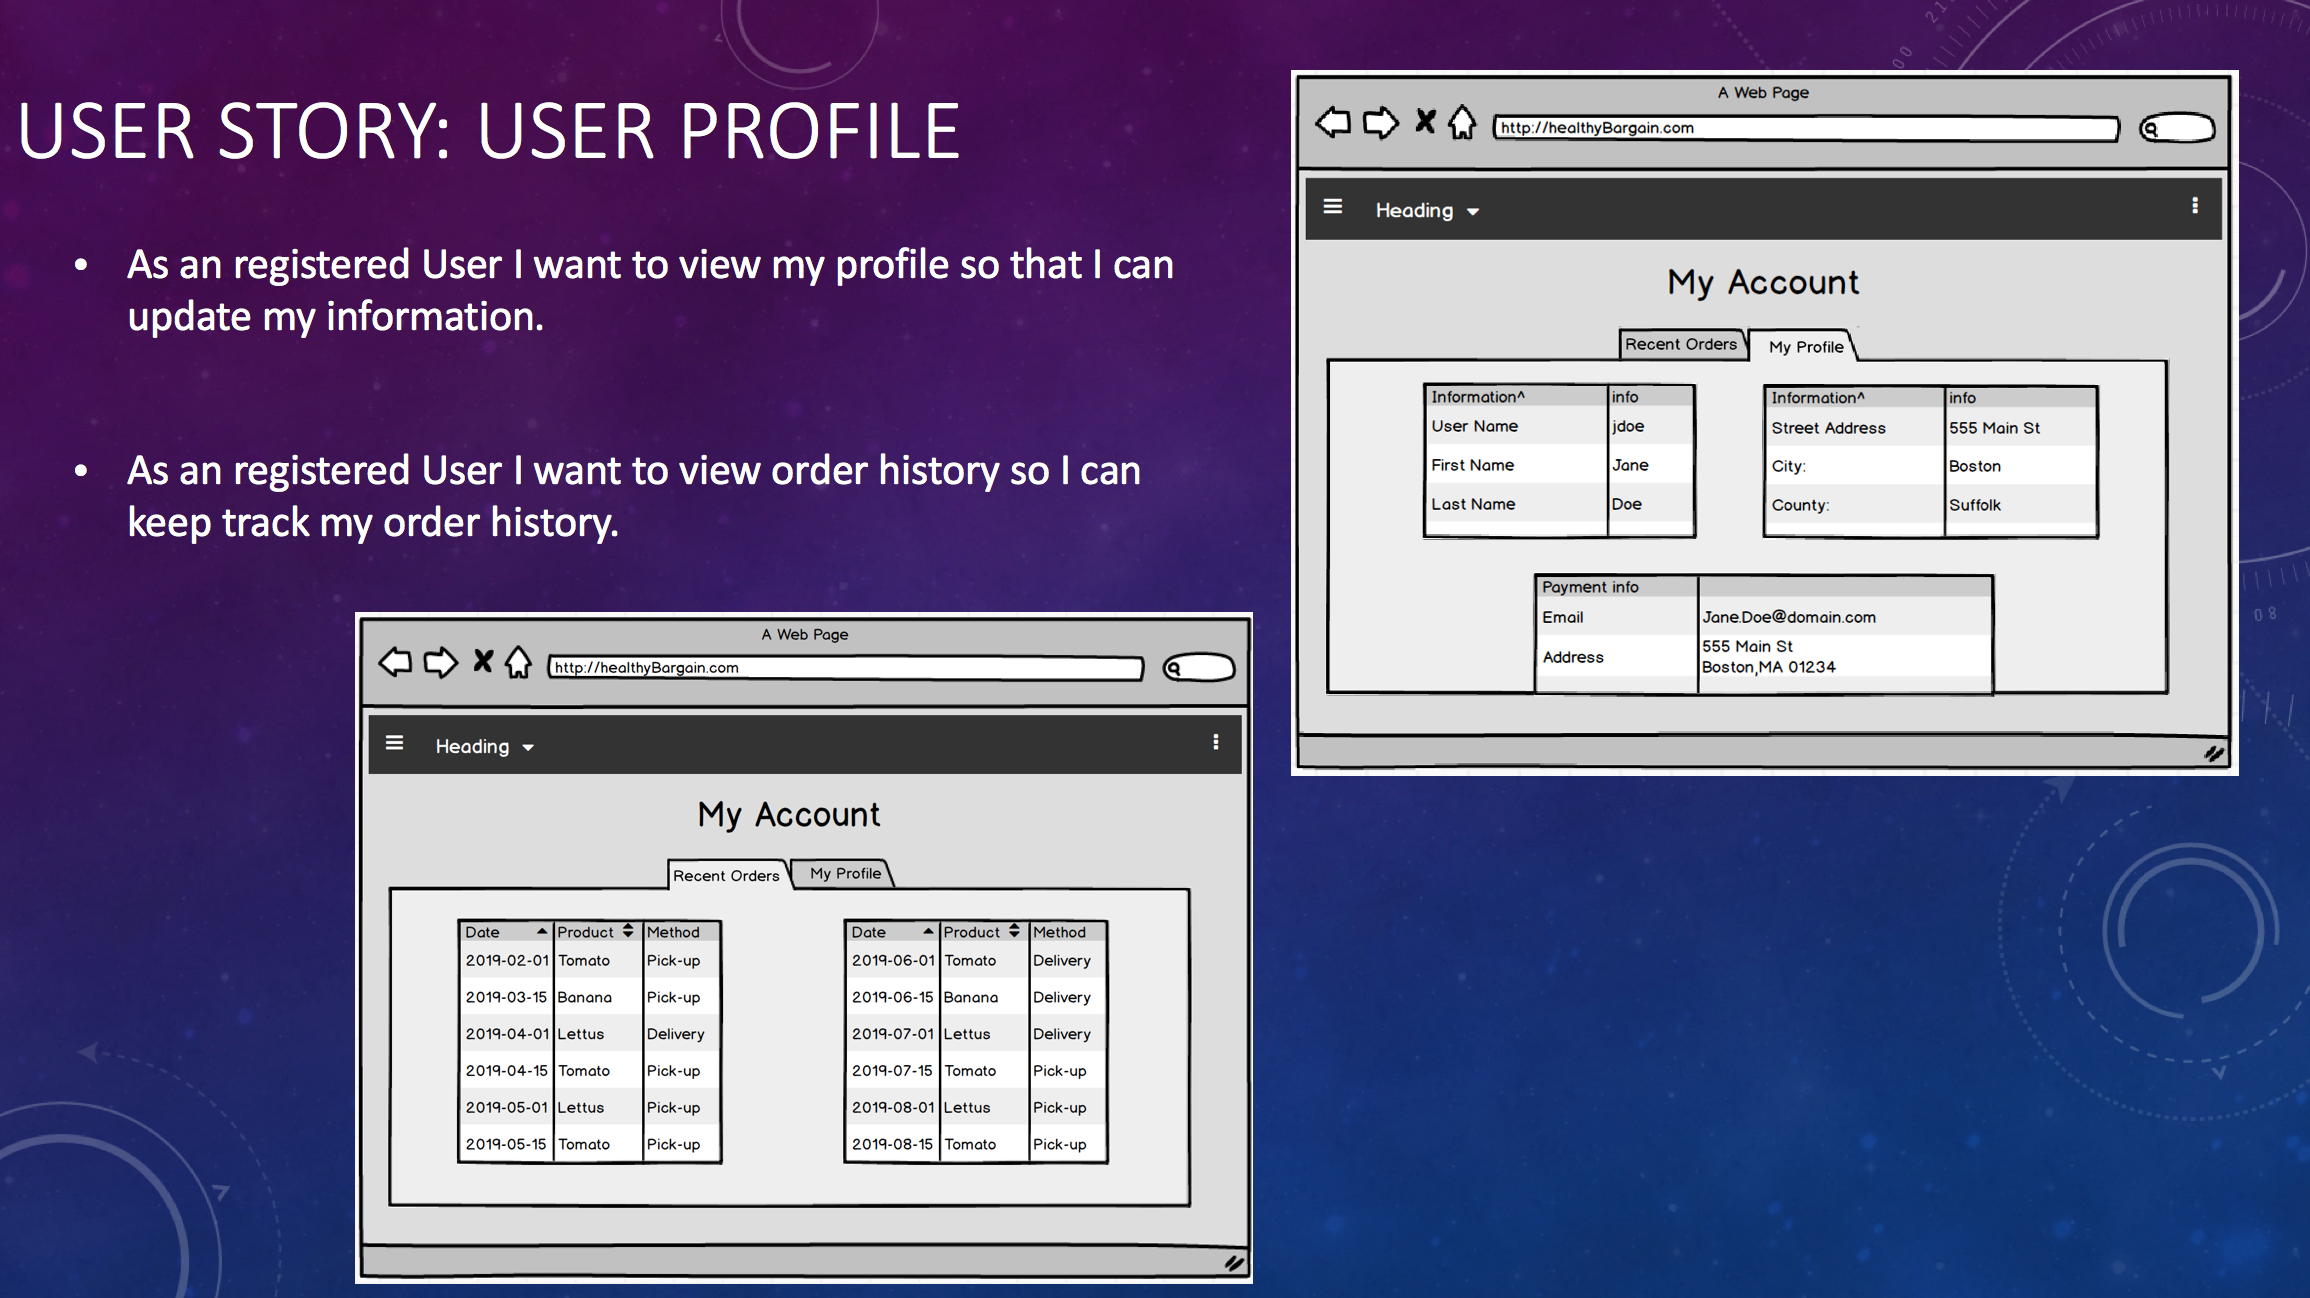 USER STORY: USER PROFILE
• As an registered User I want to view my profile so that I can
update my information.
• As an registered User I want to view order history so I can
keep track my order history.
A Web Page
http://healthyBargain.com
Heading
My Account
Recent Orders My Profile
Information^ info
User Name jdoe
First Name Jane
Last Name Doe
Information^ info
Street Address 555 Main St
City: Boston
County: Suffolk
Payment info
Email Jane.Doe@domain.com
Address 555 Main St
Boston,MA 01234
A Web Page
http://healthyBargain.com
Heading
My Account
Recent Orders My Profile
Date Product Method
2019-02-01 Tomato Pick-up
2019-03-15 Banana Pick-up
2019-04-01 Lettus Delivery
2019-04-15 Tomato Pick-up
2019-05-01 Lettus Pick-up
2019-05-15 Tomato Pick-up
Date Product Method
2019-06-01 Tomato Delivery
2019-06-15 Banana Delivery
2019-07-01 Lettus Delivery
2019-07-15 Tomato Pick-up
2019-08-01 Lettus Pick-up
2019-08-15 Tomato Pick-up